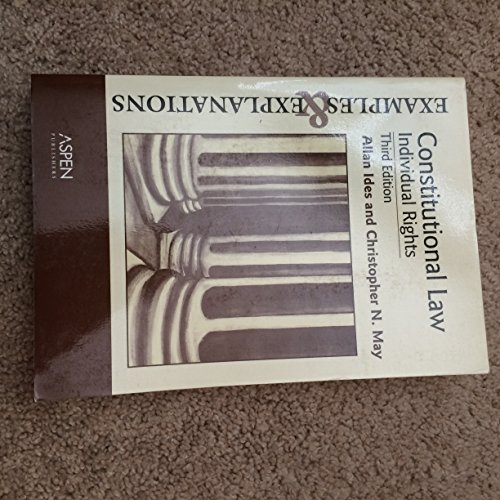 EXAMPLES & EXPLANATIONS
Constitutional Law
Individual Rights
Third Edition
Allan Ides and Christopher N. May
ASPEN
PUBLISHERS